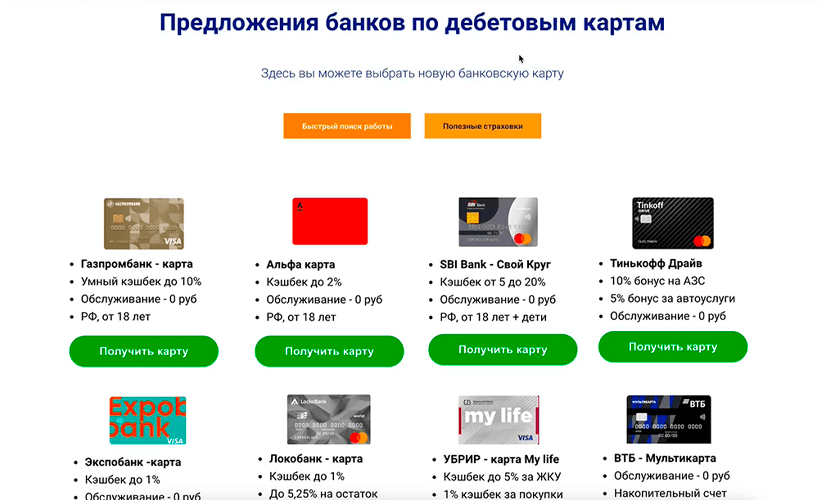 Предложения банков по дебетовым картам
Здесь вы можете выбрать новую банковскую карту
Быстрый поиск работы
Полезные страховки
ГАЗПРОМБАНК
VISA
Газпромбанк - карта
Умный кэшбек до 10%
Обслуживание - 0 руб
РФ, от 18 лет
Получить карту
А
Альфа карта
Кэшбек до 2%
Обслуживание - 0 руб
РФ, от 18 лет
Получить карту
SBI Bank
SBI Bank - Свой Круг
Кэшбек от 5 до 20%
Обслуживание - 0 руб
РФ, от 18 лет + дети
Получить карту
Tinkoff
DRIVE
Тинькофф Драйв
10% бонус на АЗС
5% бонус за автоуслуги
Обслуживание - 0 руб
Получить карту
Expob
bank
VISA
Экспобанк -карта
Кэшбек до 1%
Обслуживание - 0 руб
LockoBank
world
Локобанк - карта
Кэшбек до 1%
До 5,25% на остаток
my life
VISA
УБРИР - карта My life
Кэшбек до 5% за ЖКУ
1% кэшбек за покупки
МУЛЬТИКАРТА
ВТБ
ВТБ - Мультикарта
Обслуживание - 0 руб
Накопительный счет